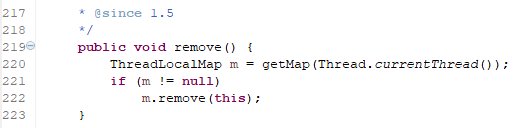 217      * @since 1.5
218      */
219     public void remove() {
220         ThreadLocalMap m = getMap(Thread.currentThread());
221         if (m != null)
222             m.remove(this);
223     }